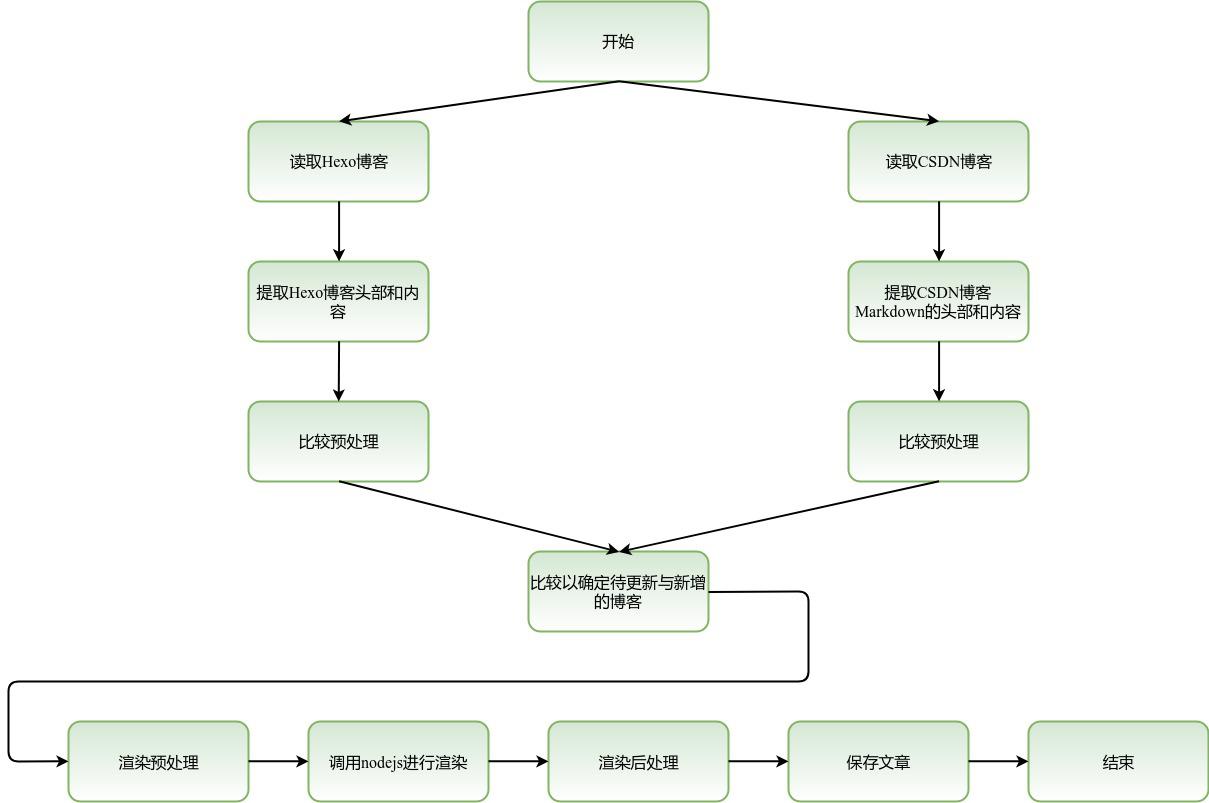 开始
读取Hexo博客
读取CSDN博客
提取Hexo博客头部和内
容
提取CSDN博客
Markdown的头部和内容
比较预处理
比较预处理
比较以确定待更新与新增
的博客
渲染预处理
调用nodejs进行渲染
渲染后处理
保存文章
结束